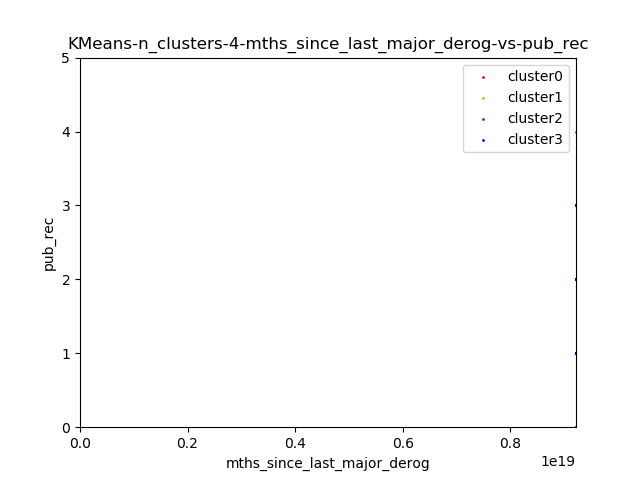 KMeans-n_clusters-4-mths_since_last_major_derog-vs-pub_rec
5
4
3
2
1
0
pub_rec
cluster0
cluster1
cluster2
cluster3
0.0 0.2 0.4 0.6 0.8
1e19
mths_since_last_major_derog